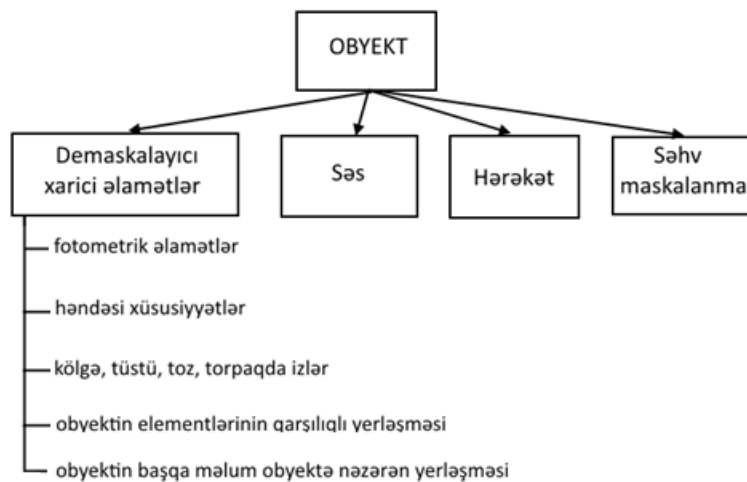 OBYEKT
Demaskalayıcı
xarici əlamətlər
Səs
Hərəkət
Səhv
maskalanma
fotometrik əlamətlər
həndəsi xüsusiyyətlər
kölgə, tüstü, toz, torpaqda izlər
obyektin elementlərinin qarşılıqlı yerləşməsi
obyektin başqa məlum obyektə nəzərən yerləşməsi